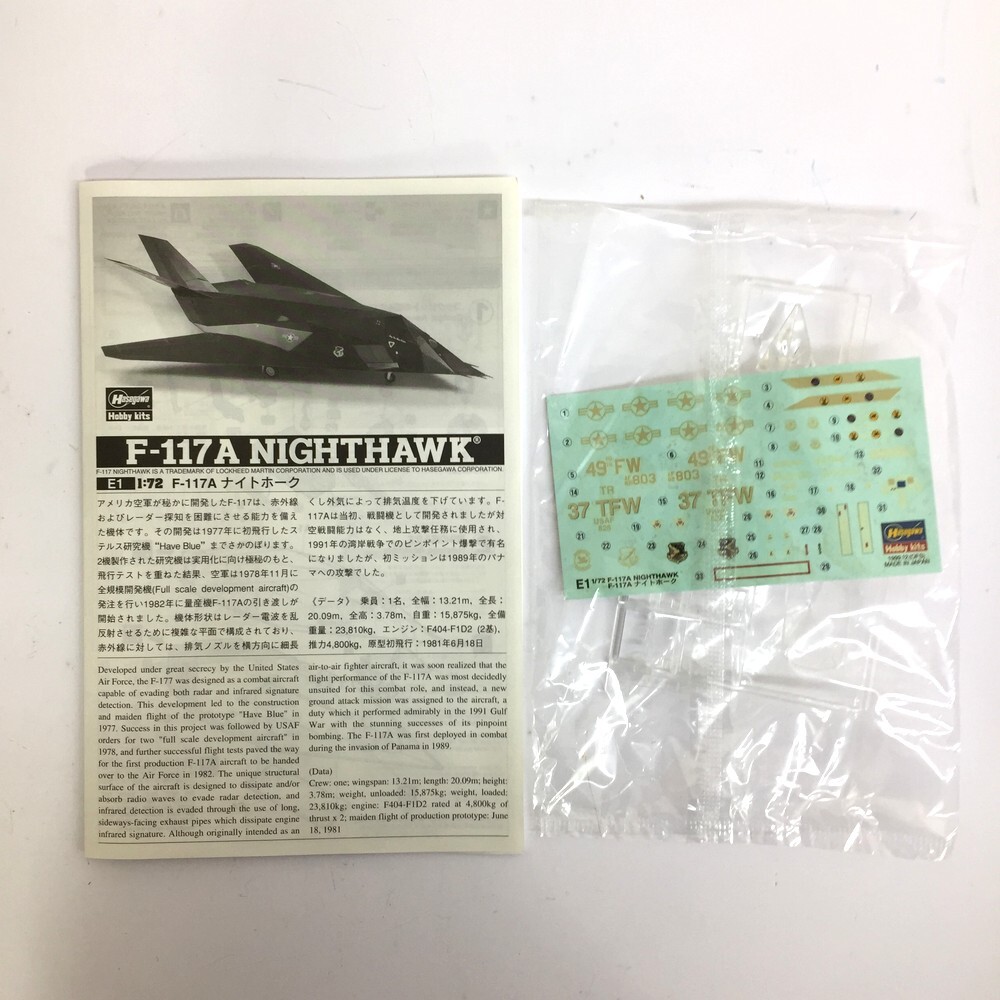 Hasegawa
Hobby kits
F-117A NIGHTHAWK®
F-117 NIGHTHAWK IS A TRADEMARK OF LOCKHEED MARTIN CORPORATION AND IS USED UNDER LICENSE TO HASEGAWA CORPORATION.
E1 1:72 F-117A ナイトホーク
アメリカ空軍が秘かに開発したF-117は、赤外線
およびレーダー探知を困難にさせる能力を備え
た機体です。その開発は1977年に初飛行したス
テルス研究機 "Have Blue" までさかのぼります。
2機製作された研究機は実用化に向け極秘のもと、
飛行テストを重ねた結果、空軍は1978年11月に
全規模開発機(Full scale development aircraft)の
発注を行い1982年に量産機F-117Aの引き渡しが
開始されました。機体形状はレーダー電波を乱
反射させるために複雑な平面で構成されており、
赤外線に対しては、排気ノズルを横方向に細長
くし外気によって排気温度を下げています。F-
117Aは当初、戦闘機として開発されましたが対
空戦闘能力はなく、地上攻撃任務に使用され、
1991年の湾岸戦争でのピンポイント爆撃で有名
になりましたが、初ミッションは1989年のパナ
マへの攻撃でした。
《データ》 乗員：1名、全幅：13.21m、全長：
20.09m、全高：3.78m、自重：15,875kg、全備
重量：23,810kg、エンジン：F404-F1D2 (2基)、
推力4,800kg、原型初飛行：1981年6月18日
Developed under great secrecy by the United States
Air Force, the F-177 was designed as a combat aircraft
capable of evading both radar and infrared signature
detection. This development led to the construction
and maiden flight of the prototype "Have Blue" in
1977. Success in this project was followed by USAF
orders for two "full scale development aircraft" in
1978, and further successful flight tests paved the way
for the first production F-117A aircraft to be handed
over to the Air Force in 1982. The unique structural
surface of the aircraft is designed to dissipate and/or
absorb radio waves to evade radar detection, and
infrared detection is evaded through the use of long,
sideways-facing exhaust pipes which dissipate engine
infrared signature. Although originally intended as an
air-to-air fighter aircraft, it was soon realized that the
flight performance of the F-117A was most decidedly
unsuited for this combat role, and instead, a new
ground attack mission was assigned to the aircraft, a
duty which it performed admirably in the 1991 Gulf
War with the stunning successes of its pinpoint
bombing. The F-117A was first deployed in combat
during the invasion of Panama in 1989.
(Data)
Crew: one; wingspan: 13.21m; length: 20.09m; height:
3.78m; weight, unloaded: 15,875kg; weight, loaded:
23,810kg; engine: F404-F1D2 rated at 4,800kg of
thrust x 2; maiden flight of production prototype: June
18, 1981
49 FW 803
49 FW 803
TR
37 TFW
USAF
TR
37 TFW
Hasegawa
Hobby kits
MADE IN JAPAN
E1 1/72 F-117A NIGHTHAWK
F-117A ナイトホーク